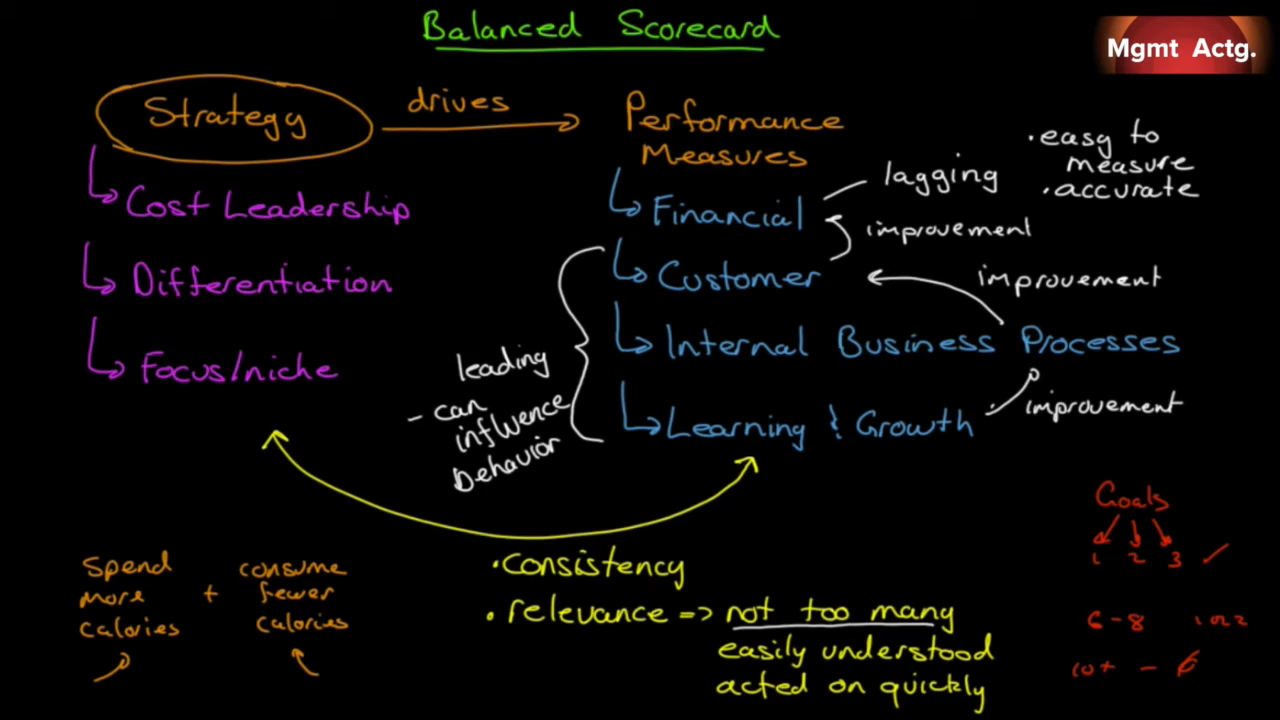 Balanced Scorecard
Mgmt Actg.
Strategy
drives
Performance
Measures
Cost Leadership
Differentiation
Focus/niche
Financial
Customer
Internal Business Processes
Learning & Growth
lagging
• easy to
measure
• accurate
improvement
improvement
improvement
leading
- can
influence
behavior
• consistency
• relevance => not too many
easily understood
acted on quickly
spend
more
calories
+
consume
fewer
calories
Goals
1 2 3 ✓
6-8 1 or 2
10+ -